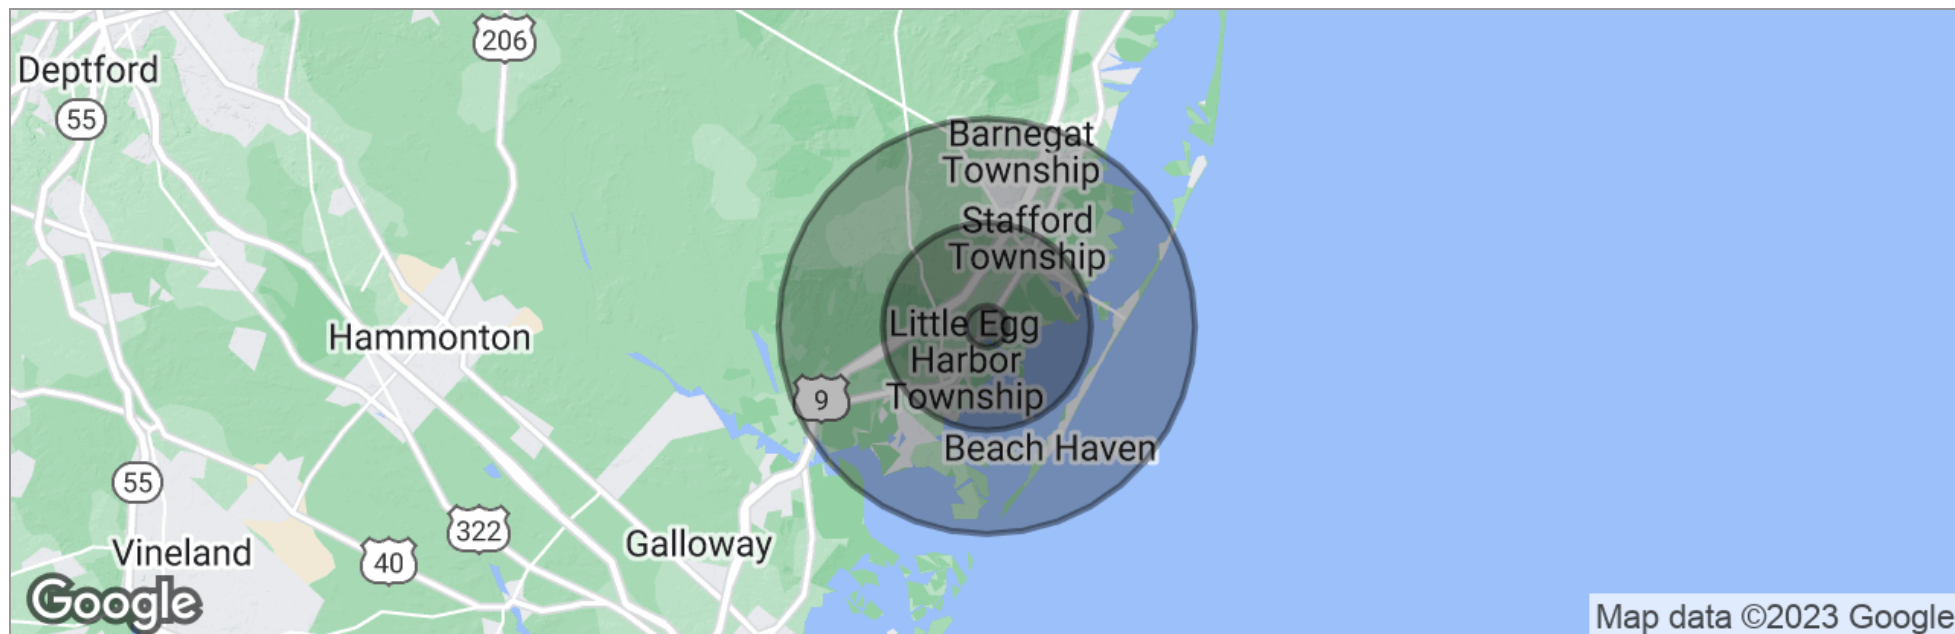 206
Deptford
55
Barnegat
Township
Stafford
Township
Little Egg
Harbor
Township
Hammonton
9
Beach Haven
55
322
Galloway
Vineland
40
Google
Map data ©2023 Google